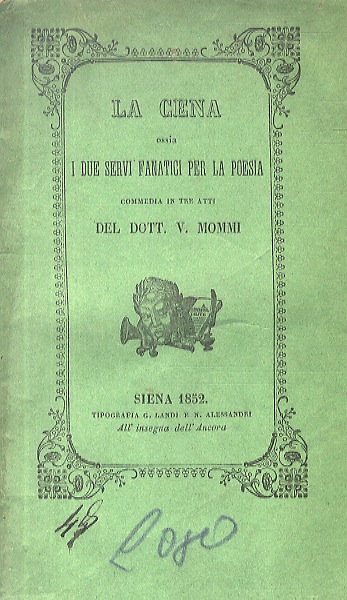 LA CENA
ossia
I DUE SERVI FANATICI PER LA POESIA
COMMEDIA IN TRE ATTI
DEL DOTT. V. MOMMI
SIENA 1852.
TIPOGRAFIA G. LANDI E N. ALESSANDRI
All' insegna dell'Ancora
48